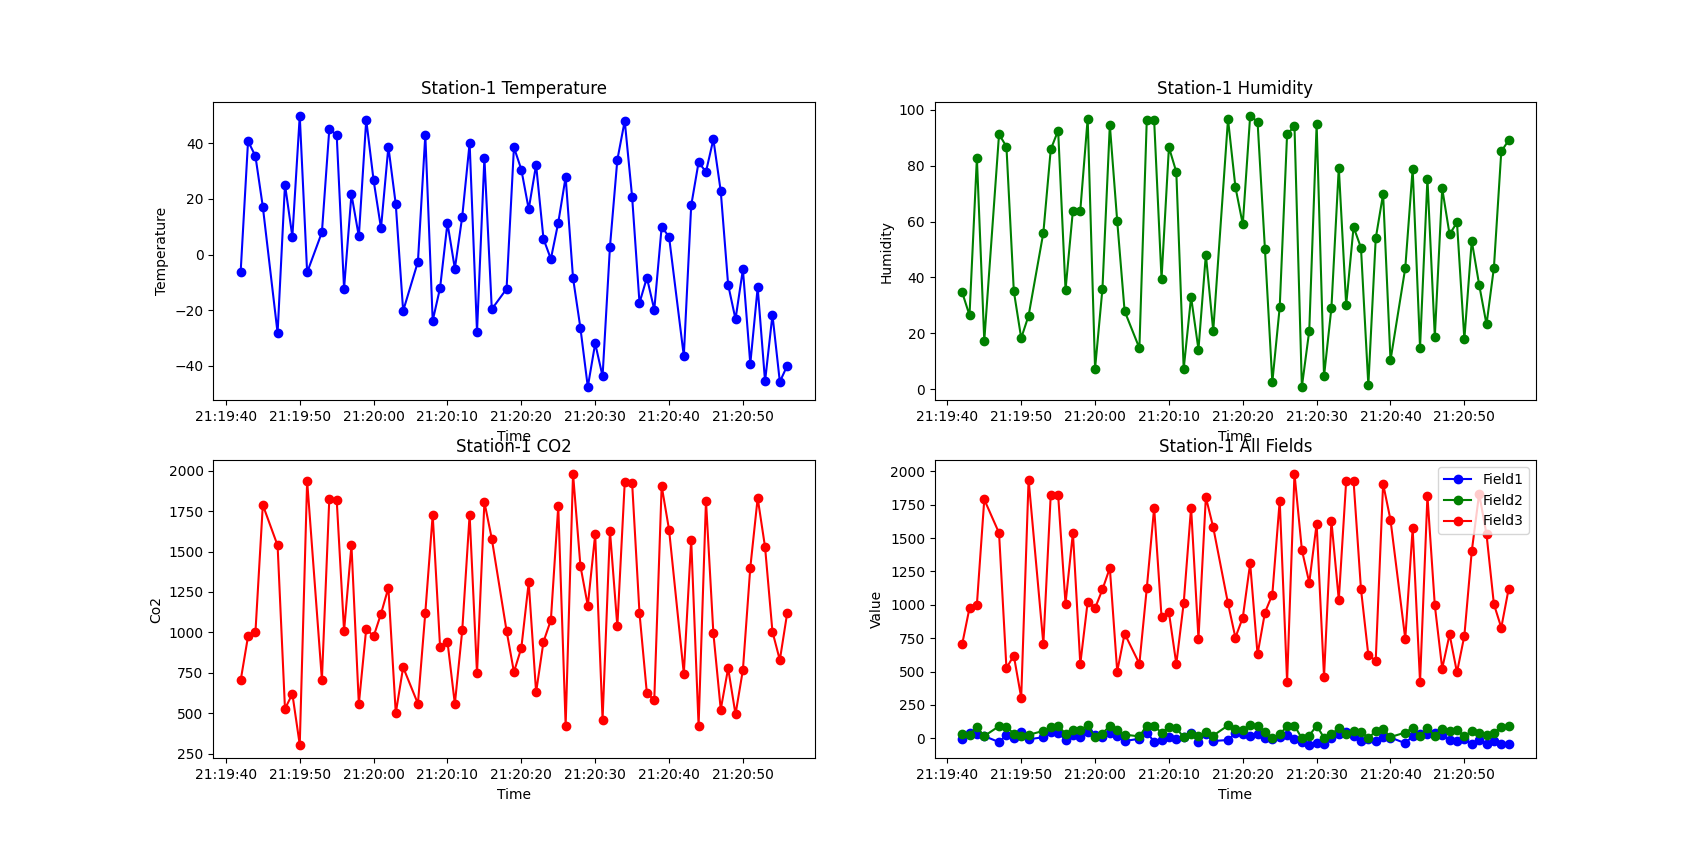 Station-1 Temperature
Temperature
40
20
0
−20
−40
21:19:40 21:19:50 21:20:00 21:20:10 21:20:20 21:20:30 21:20:40 21:20:50
Time
Station-1 Humidity
Humidity
100
80
60
40
20
0
21:19:40 21:19:50 21:20:00 21:20:10 21:20:20 21:20:30 21:20:40 21:20:50
Time
Station-1 CO2
Co2
2000
1750
1500
1250
1000
750
500
250
21:19:40 21:19:50 21:20:00 21:20:10 21:20:20 21:20:30 21:20:40 21:20:50
Time
Station-1 All Fields
Value
2000
1750
1500
1250
1000
750
500
250
0
Field1
Field2
Field3
21:19:40 21:19:50 21:20:00 21:20:10 21:20:20 21:20:30 21:20:40 21:20:50
Time